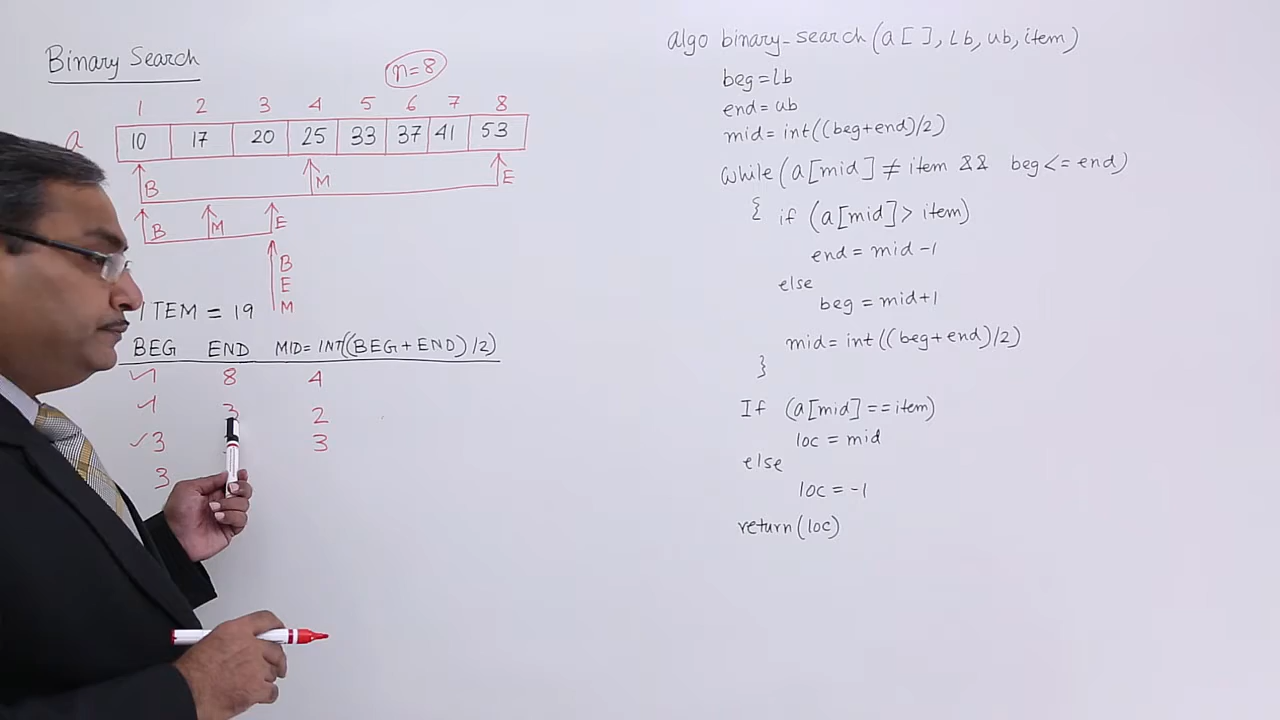 Binary Search
n=8
1 2 3 4 5 6 7 8
a 10 17 20 25 33 37 41 53
B M E
B M E
B
E
M
ITEM = 19
BEG END MID= INT((BEG+END)/2)
✓1 8 4
✓1 3 2
✓3 3
3
algo binary_search(a[ ], lb, ub, item)
beg=lb
end=ub
mid=int((beg+end)/2)
while(a[mid]≠item && beg<=end)
{ if (a[mid]>item)
end=mid-1
else
beg=mid+1
mid=int((beg+end)/2)
}
If (a[mid]==item)
loc=mid
else
loc=-1
return(loc)